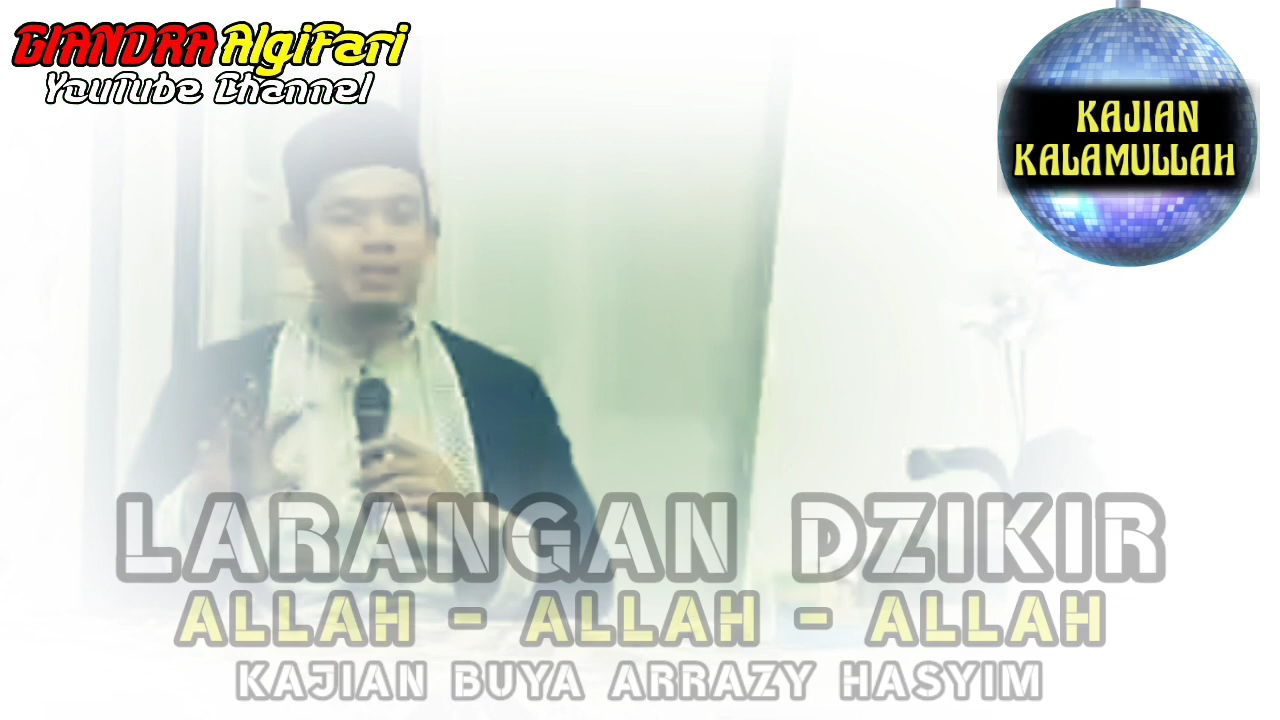 GIANDRA AlgiFari
YouTube Channel
KAJIAN
KALAMULLAH
LARANGAN DZIKIR
ALLAH - ALLAH - ALLAH
KAJIAN BUYA ARRAZY HASYIM